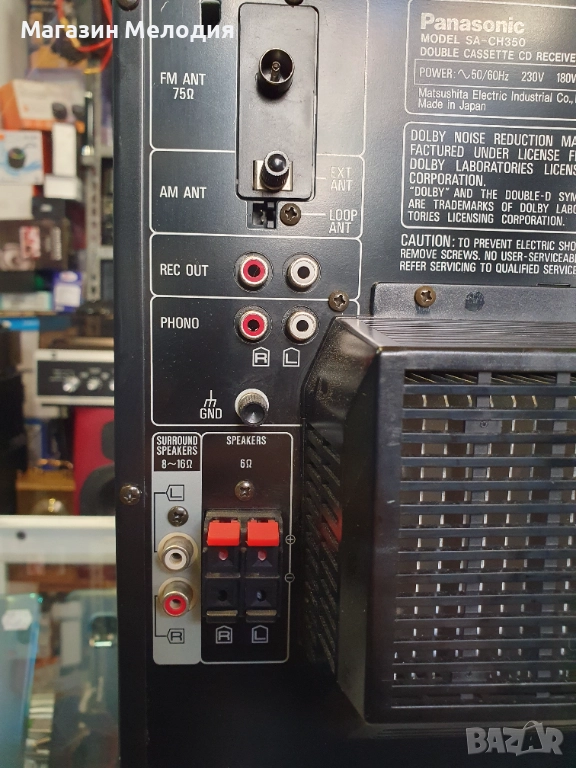 Магазин Мелодия
FM ANT
75Ω
EXT
ANT
AM ANT
LOOP
ANT
REC OUT
PHONO
R L
GND
SURROUND
SPEAKERS
8~16Ω
SPEAKERS
6Ω
L
+
−
R
R L
Panasonic
MODEL SA-CH350
DOUBLE CASSETTE CD RECEIVE
POWER: ∿50/60Hz 230V 180
Matsushita Electric Industrial Co.,
Made in Japan
DOLBY NOISE REDUCTION MA
FACTURED UNDER LICENSE F
DOLBY LABORATORIES LICENS
CORPORATION.
"DOLBY" AND THE DOUBLE-D SYM
ARE TRADEMARKS OF DOLBY LABO
TORIES LICENSING CORPORATION.
CAUTION: TO PREVENT ELECTRIC SHO
REMOVE SCREWS. NO USER-SERVICEABLE
REFER SERVICING TO QUALIFIED SERVICE
BAZAR